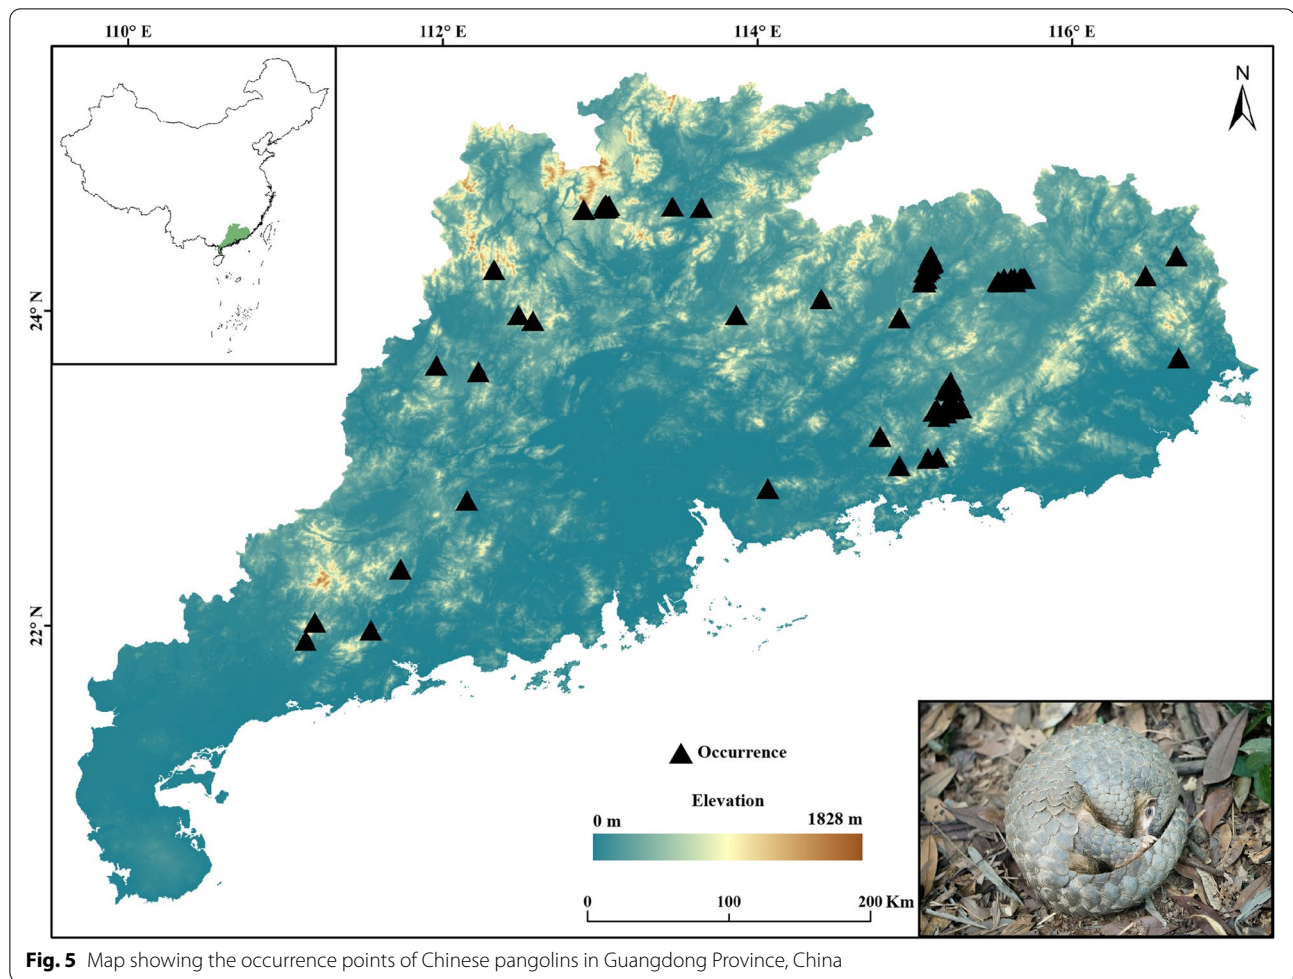 110° E 112° E 114° E 116° E
N
24° N
22° N
Occurrence
Elevation
0 m 1828 m
0 100 200 Km
Fig. 5 Map showing the occurrence points of Chinese pangolins in Guangdong Province, China